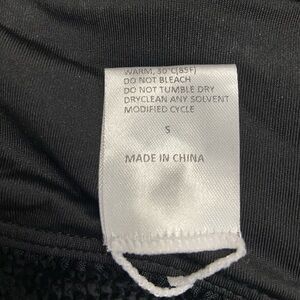 WARM, 30°C(85F)
DO NOT BLEACH
DO NOT TUMBLE DRY
DRYCLEAN ANY SOLVENT
MODIFIED CYCLE
S
MADE IN CHINA